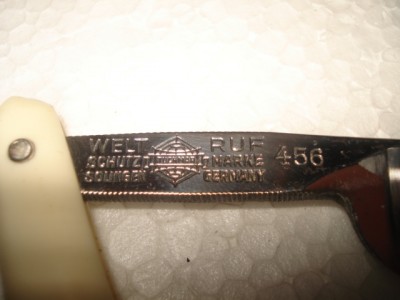 WELT RUF
SCHUTZ MARKE 456
SOLINGEN GERMANY